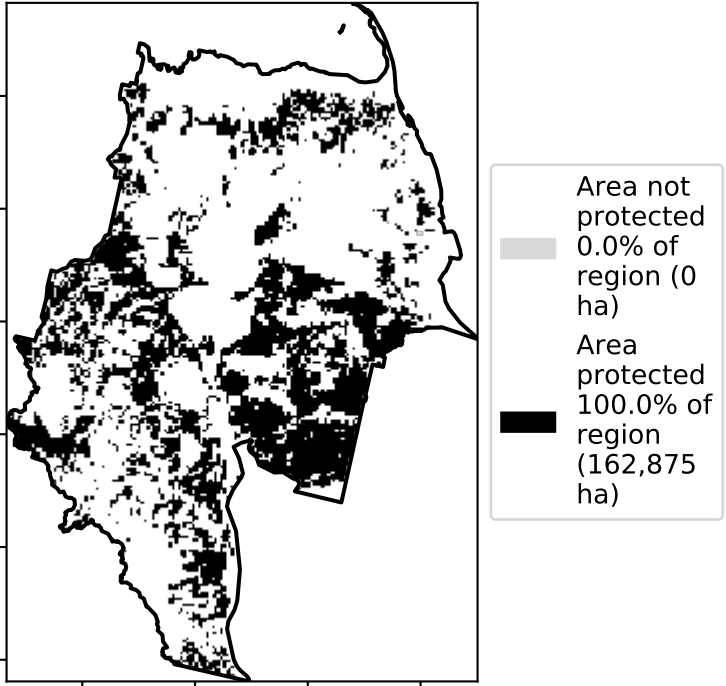 Area not
protected
0.0% of
region (0
ha)
Area
protected
100.0% of
region
(162,875
ha)